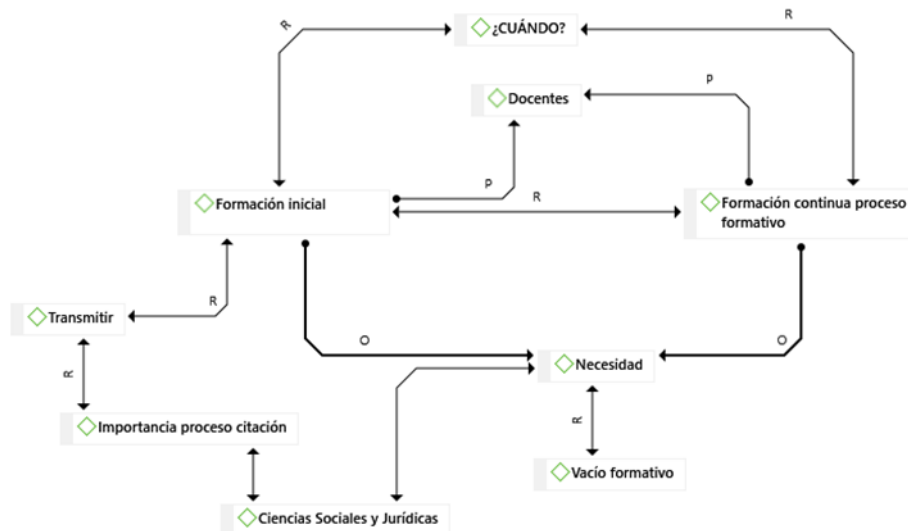 R
¿CUÁNDO?
R
Docentes
P
P
Formación inicial
R
Formación continua proceso
formativo
R
Transmitir
O
O
Necesidad
R
R
Importancia proceso citación
Vacío formativo
Ciencias Sociales y Jurídicas